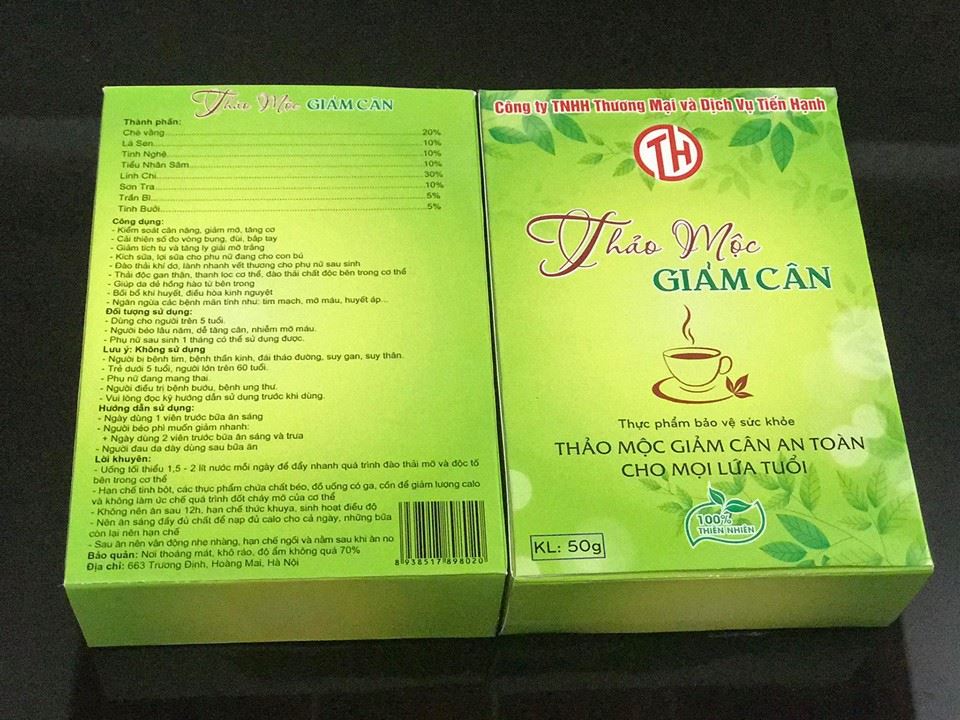 Thảo Mộc GIẢM CÂN
Thành phần:
Chè vằng 20%
Lá Sen 10%
Tinh Nghệ 10%
Tiểu Nhân Sâm 10%
Linh Chi 30%
Sơn Tra 10%
Trần Bì 5%
Tinh Bưởi 5%
Công dụng:
- Kiểm soát cân nặng, giảm mỡ, tăng cơ
- Cải thiện số đo vòng bụng, đùi, bắp tay
- Giảm tích tụ và tăng ly giải mỡ trắng
- Kích sữa, lợi sữa cho phụ nữ đang cho con bú
- Đào thải khí dơ, lành nhanh vết thương cho phụ nữ sau sinh
- Thải độc gan thận, thanh lọc cơ thể, đào thải chất độc bên trong cơ thể
- Giúp da dẻ hồng hào từ bên trong
- Bồi bổ khí huyết, điều hòa kinh nguyệt
- Ngăn ngừa các bệnh mãn tính như: tim mạch, mỡ máu, huyết áp...
Đối tượng sử dụng:
- Dùng cho người trên 5 tuổi.
- Người béo lâu năm, dễ tăng cân, nhiễm mỡ máu.
- Phụ nữ sau sinh 1 tháng có thể sử dụng được.
Lưu ý: Không sử dụng
- Người bị bệnh tim, bệnh thần kinh, đái tháo đường, suy gan, suy thận.
- Trẻ dưới 5 tuổi, người lớn trên 60 tuổi.
- Phụ nữ đang mang thai.
- Người điều trị bệnh bướu, bệnh ung thư.
- Vui lòng đọc kỹ hướng dẫn sử dụng trước khi dùng.
Hướng dẫn sử dụng:
- Ngày dùng 1 viên trước bữa ăn sáng
- Người béo phì muốn giảm nhanh:
+ Ngày dùng 2 viên trước bữa ăn sáng và trưa
- Người đau dạ dày dùng sau bữa ăn
Lời khuyên:
- Uống tối thiểu 1,5 - 2 lít nước mỗi ngày để đẩy nhanh quá trình đào thải mỡ và độc tố
bên trong cơ thể
- Hạn chế tinh bột, các thực phẩm chứa chất béo, đồ uống có ga, cồn để giảm lượng calo
và không làm ức chế quá trình đốt cháy mỡ của cơ thể
- Không nên ăn sau 12h, hạn chế thức khuya, sinh hoạt điều độ
- Nên ăn sáng đầy đủ chất để nạp đủ calo cho cả ngày, những bữa
còn lại nên hạn chế
- Sau ăn nên vận động nhẹ nhàng, hạn chế ngồi và nằm sau khi ăn no
Bảo quản: Nơi thoáng mát, khô ráo, độ ẩm không quá 70%
Địa chỉ: 663 Trương Định, Hoàng Mai, Hà Nội
8 938517 898020
Công ty TNHH Thương Mại và Dịch Vụ Tiến Hạnh
TH
Thảo Mộc
GIẢM CÂN
Thực phẩm bảo vệ sức khỏe
THẢO MỘC GIẢM CÂN AN TOÀN
CHO MỌI LỨA TUỔI
100%
THIÊN NHIÊN
KL: 50g